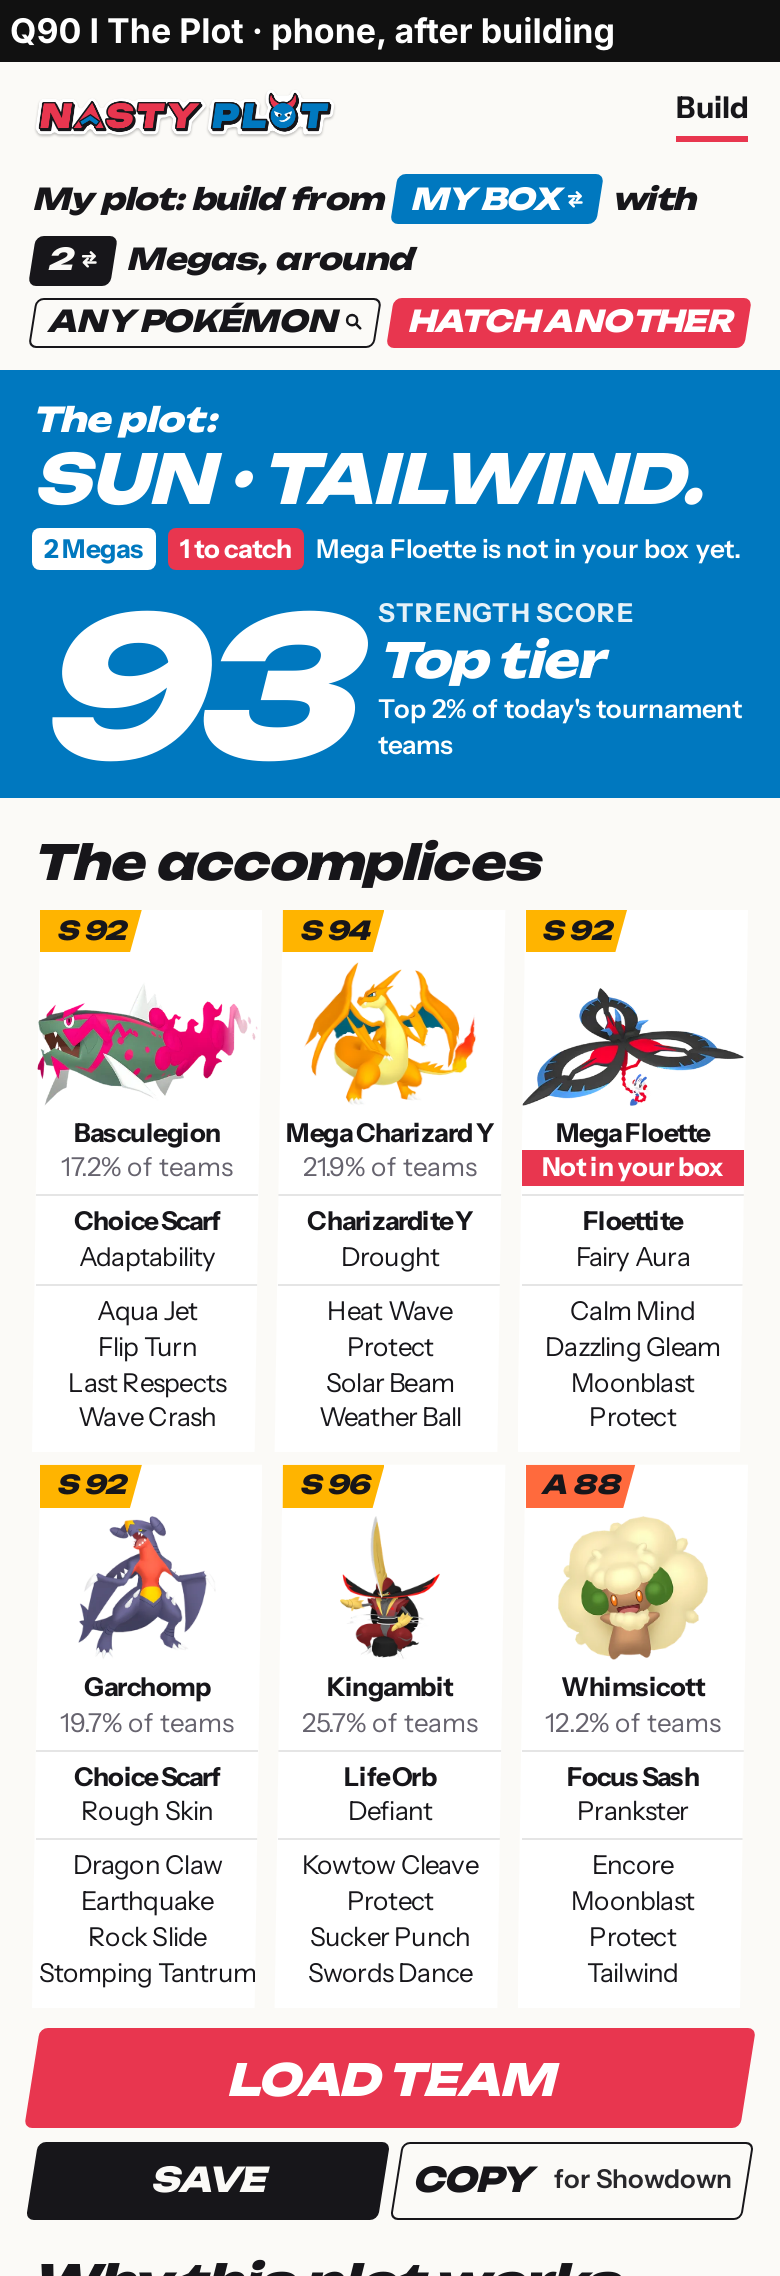 Q90 I The Plot · phone, after building
NASTY PLOT
Build
My plot: build from MY BOX with
2 Megas, around
ANY POKÉMON HATCH ANOTHER
The plot:
SUN · TAILWIND.
2 Megas 1 to catch Mega Floette is not in your box yet.
93
STRENGTH SCORE
Top tier
Top 2% of today's tournament
teams
The accomplices
S 92 S 94 S 92
Basculegion Mega Charizard Y Mega Floette
17.2% of teams 21.9% of teams Not in your box
Choice Scarf Charizardite Y Floettite
Adaptability Drought Fairy Aura
Aqua Jet Heat Wave Calm Mind
Flip Turn Protect Dazzling Gleam
Last Respects Solar Beam Moonblast
Wave Crash Weather Ball Protect
S 92 S 96 A 88
Garchomp Kingambit Whimsicott
19.7% of teams 25.7% of teams 12.2% of teams
Choice Scarf Life Orb Focus Sash
Rough Skin Defiant Prankster
Dragon Claw Kowtow Cleave Encore
Earthquake Protect Moonblast
Rock Slide Sucker Punch Protect
Stomping Tantrum Swords Dance Tailwind
LOAD TEAM
SAVE COPY for Showdown
Why this plot works